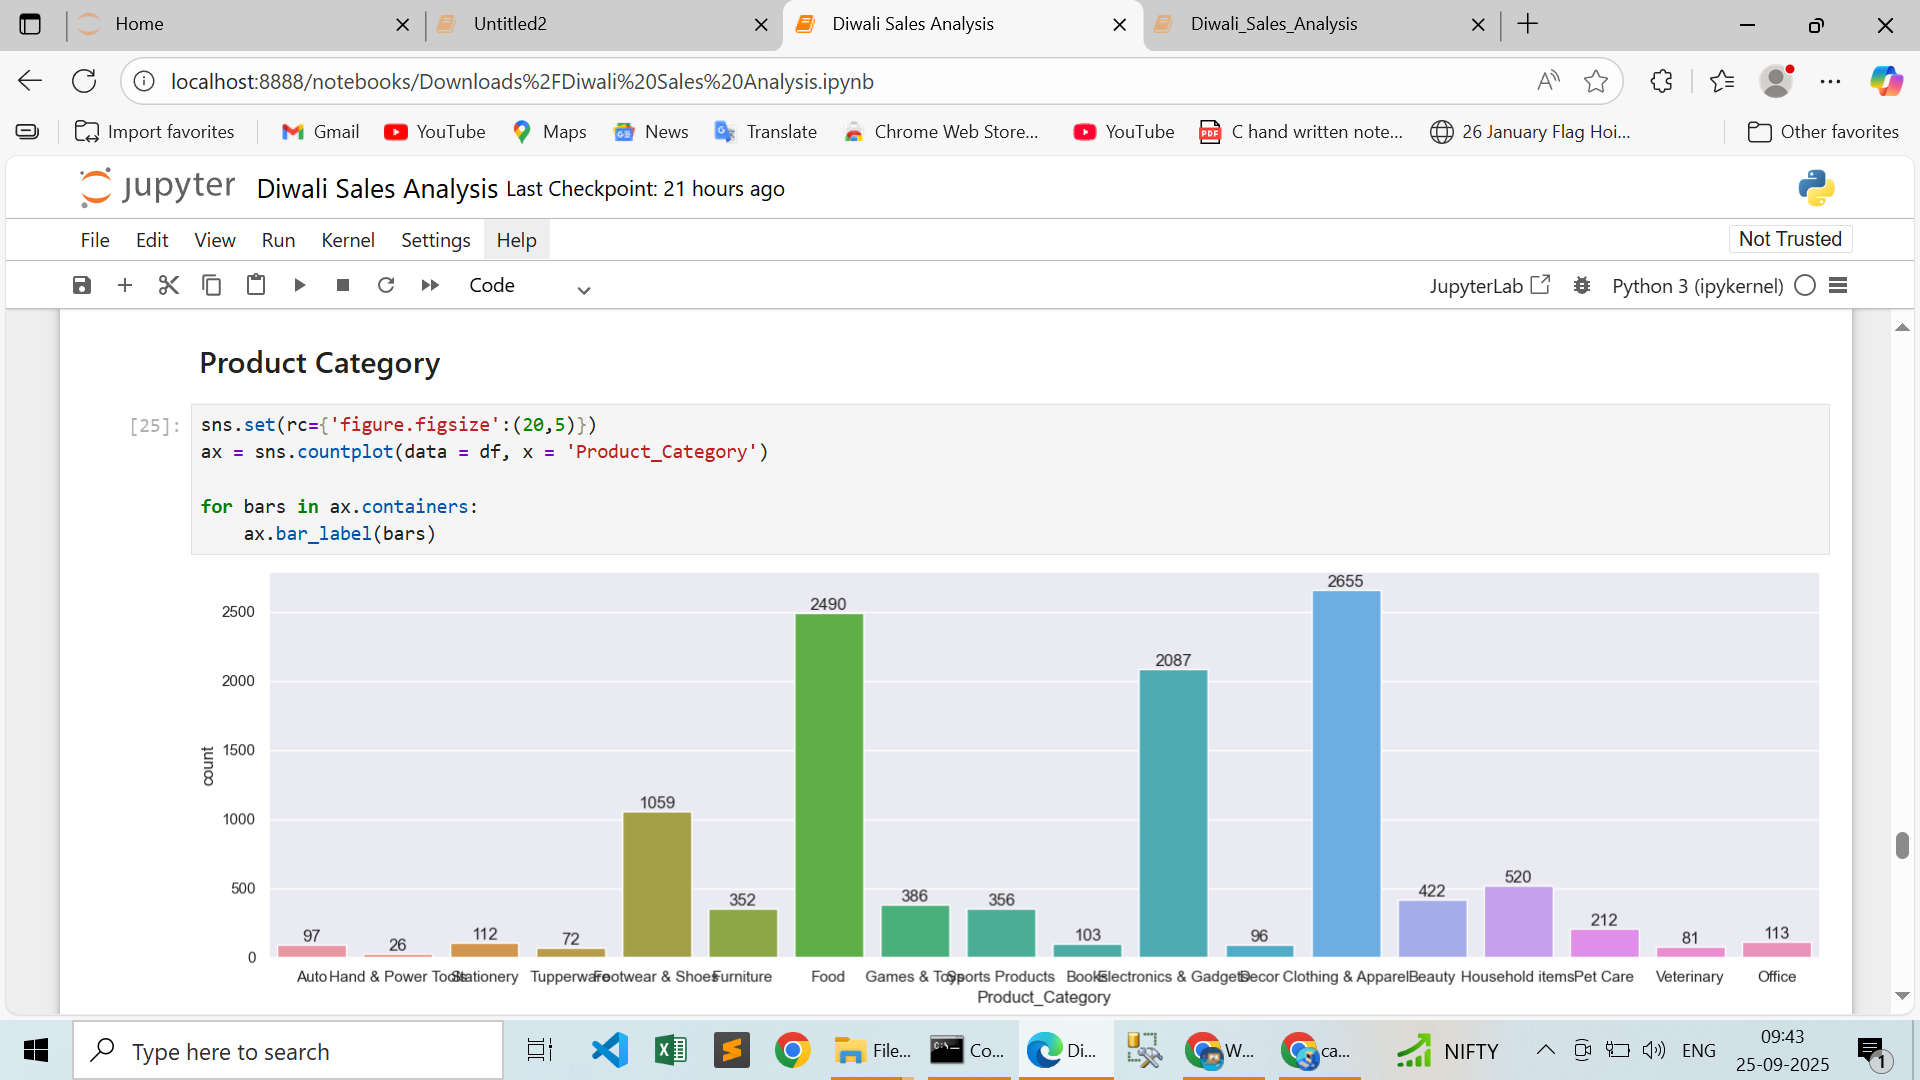 Home
Untitled2
Diwali Sales Analysis
Diwali_Sales_Analysis
localhost:8888/notebooks/Downloads%2FDiwali%20Sales%20Analysis.ipynb
Import favorites
Gmail
YouTube
Maps
News
Translate
Chrome Web Store...
YouTube
PDF
C hand written note...
26 January Flag Hoi...
Other favorites
jupyter Diwali Sales Analysis Last Checkpoint: 21 hours ago
File Edit View Run Kernel Settings Help
Not Trusted
Code
JupyterLab
Python 3 (ipykernel)
Product Category
[25]:
sns.set(rc={'figure.figsize':(20,5)})
ax = sns.countplot(data = df, x = 'Product_Category')
for bars in ax.containers:
    ax.bar_label(bars)
2500
2000
1500
1000
500
0
count
97
26
112
72
1059
352
2490
386
356
103
2087
96
2655
422
520
212
81
113
Auto
Hand & Power Tools
Stationery
Tupperware
Footwear & Shoes
Furniture
Food
Games & Toys
Sports Products
Books
Electronics & Gadgets
Decor
Clothing & Apparel
Beauty
Household items
Pet Care
Veterinary
Office
Product_Category
Type here to search
File...
Co...
Di...
W...
ca...
NIFTY
ENG
09:43
25-09-2025
1